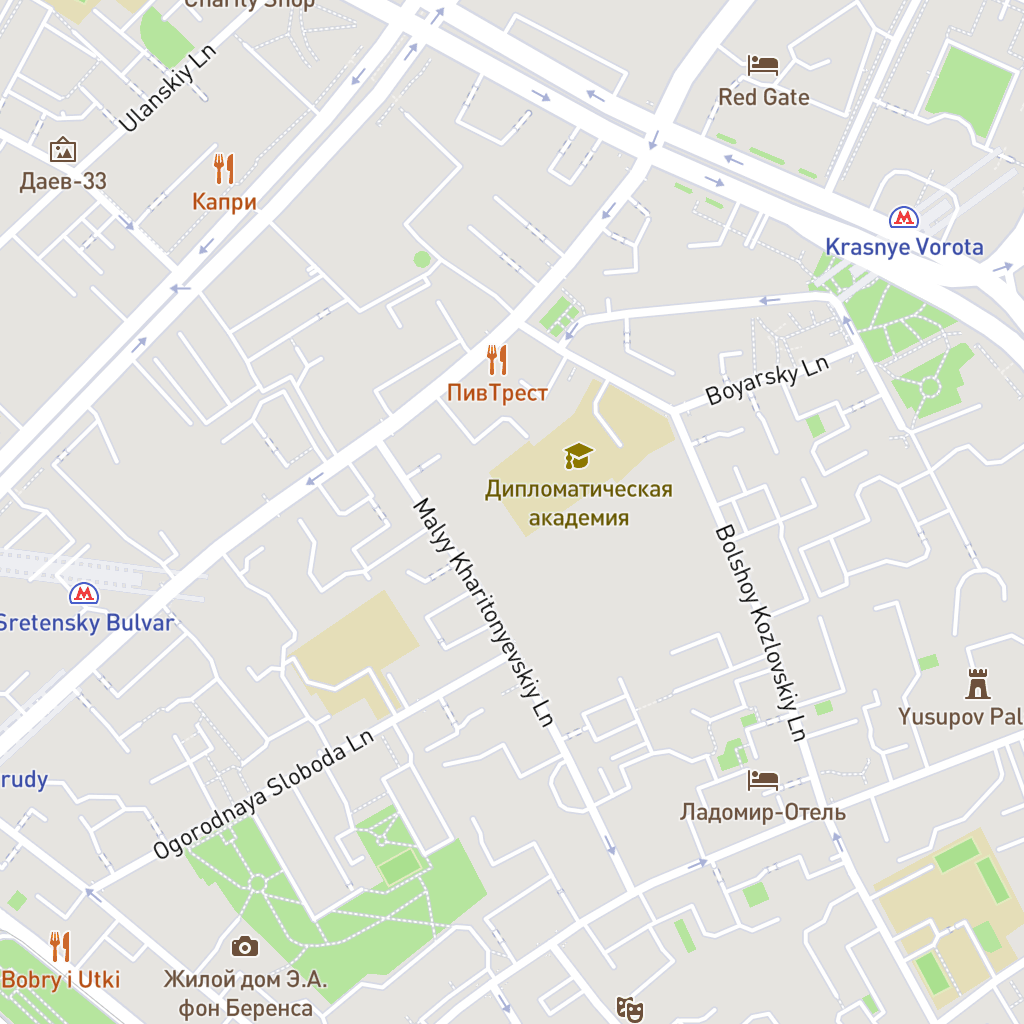 Charity Shop
Ulanskiy Ln
Red Gate
Даев-33
Капри
Krasnye Vorota
ПивТрест
Boyarsky Ln
Дипломатическая
академия
Malyy Kharitonyevskiy Ln
Bolshoy Kozlovskiy Ln
Sretensky Bulvar
Yusupov Pal
rudy
Ogorodnaya Sloboda Ln
Ладомир-Отель
Bobry i Utki
Жилой дом Э.А.
фон Беренса